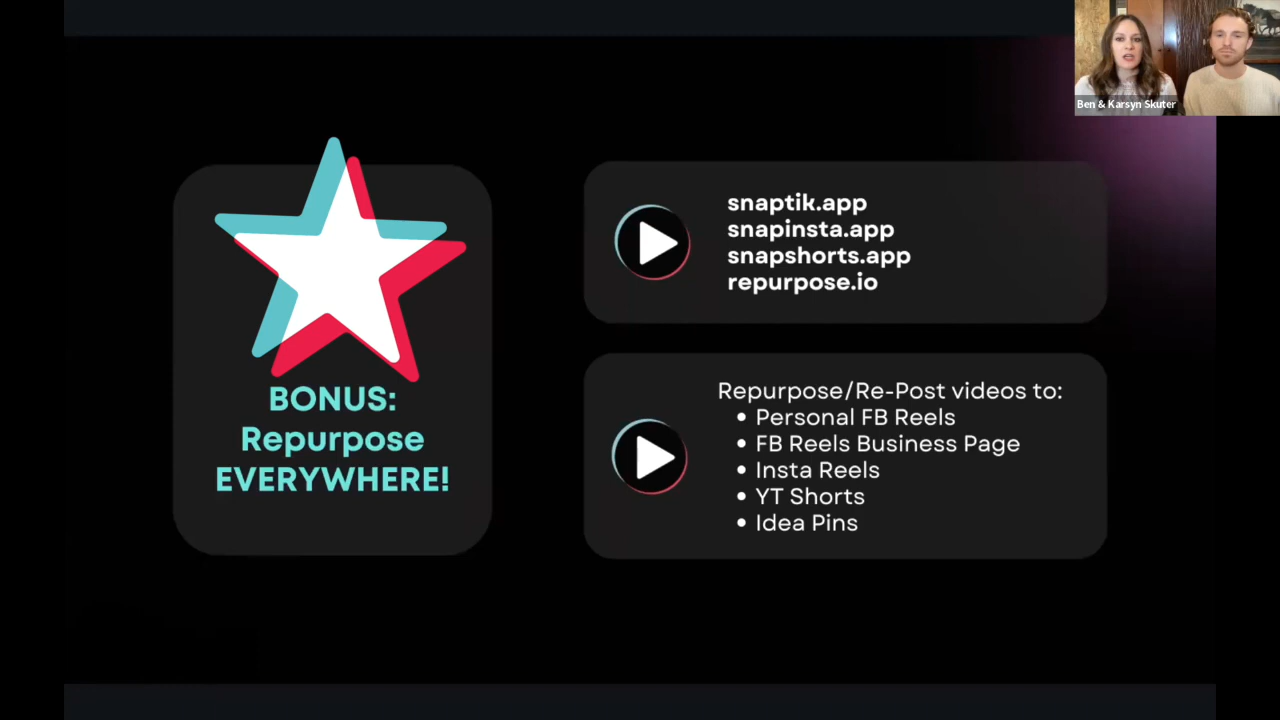 Ben & Karsyn Skuter
BONUS:
Repurpose
EVERYWHERE!
snaptik.app
snapinsta.app
snapshorts.app
repurpose.io
Repurpose/Re-Post videos to:
• Personal FB Reels
• FB Reels Business Page
• Insta Reels
• YT Shorts
• Idea Pins